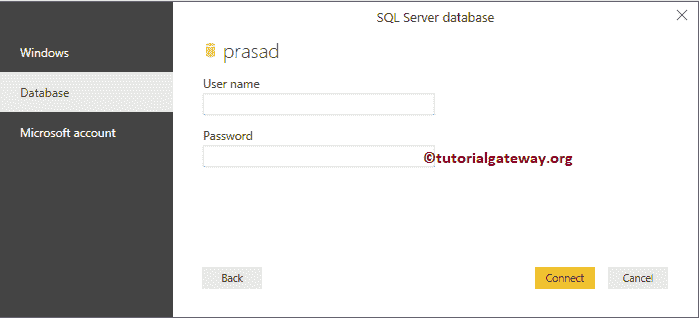 SQL Server database
Windows
Database
Microsoft account
prasad
User name
Password
©tutorialgateway.org
Back
Connect
Cancel